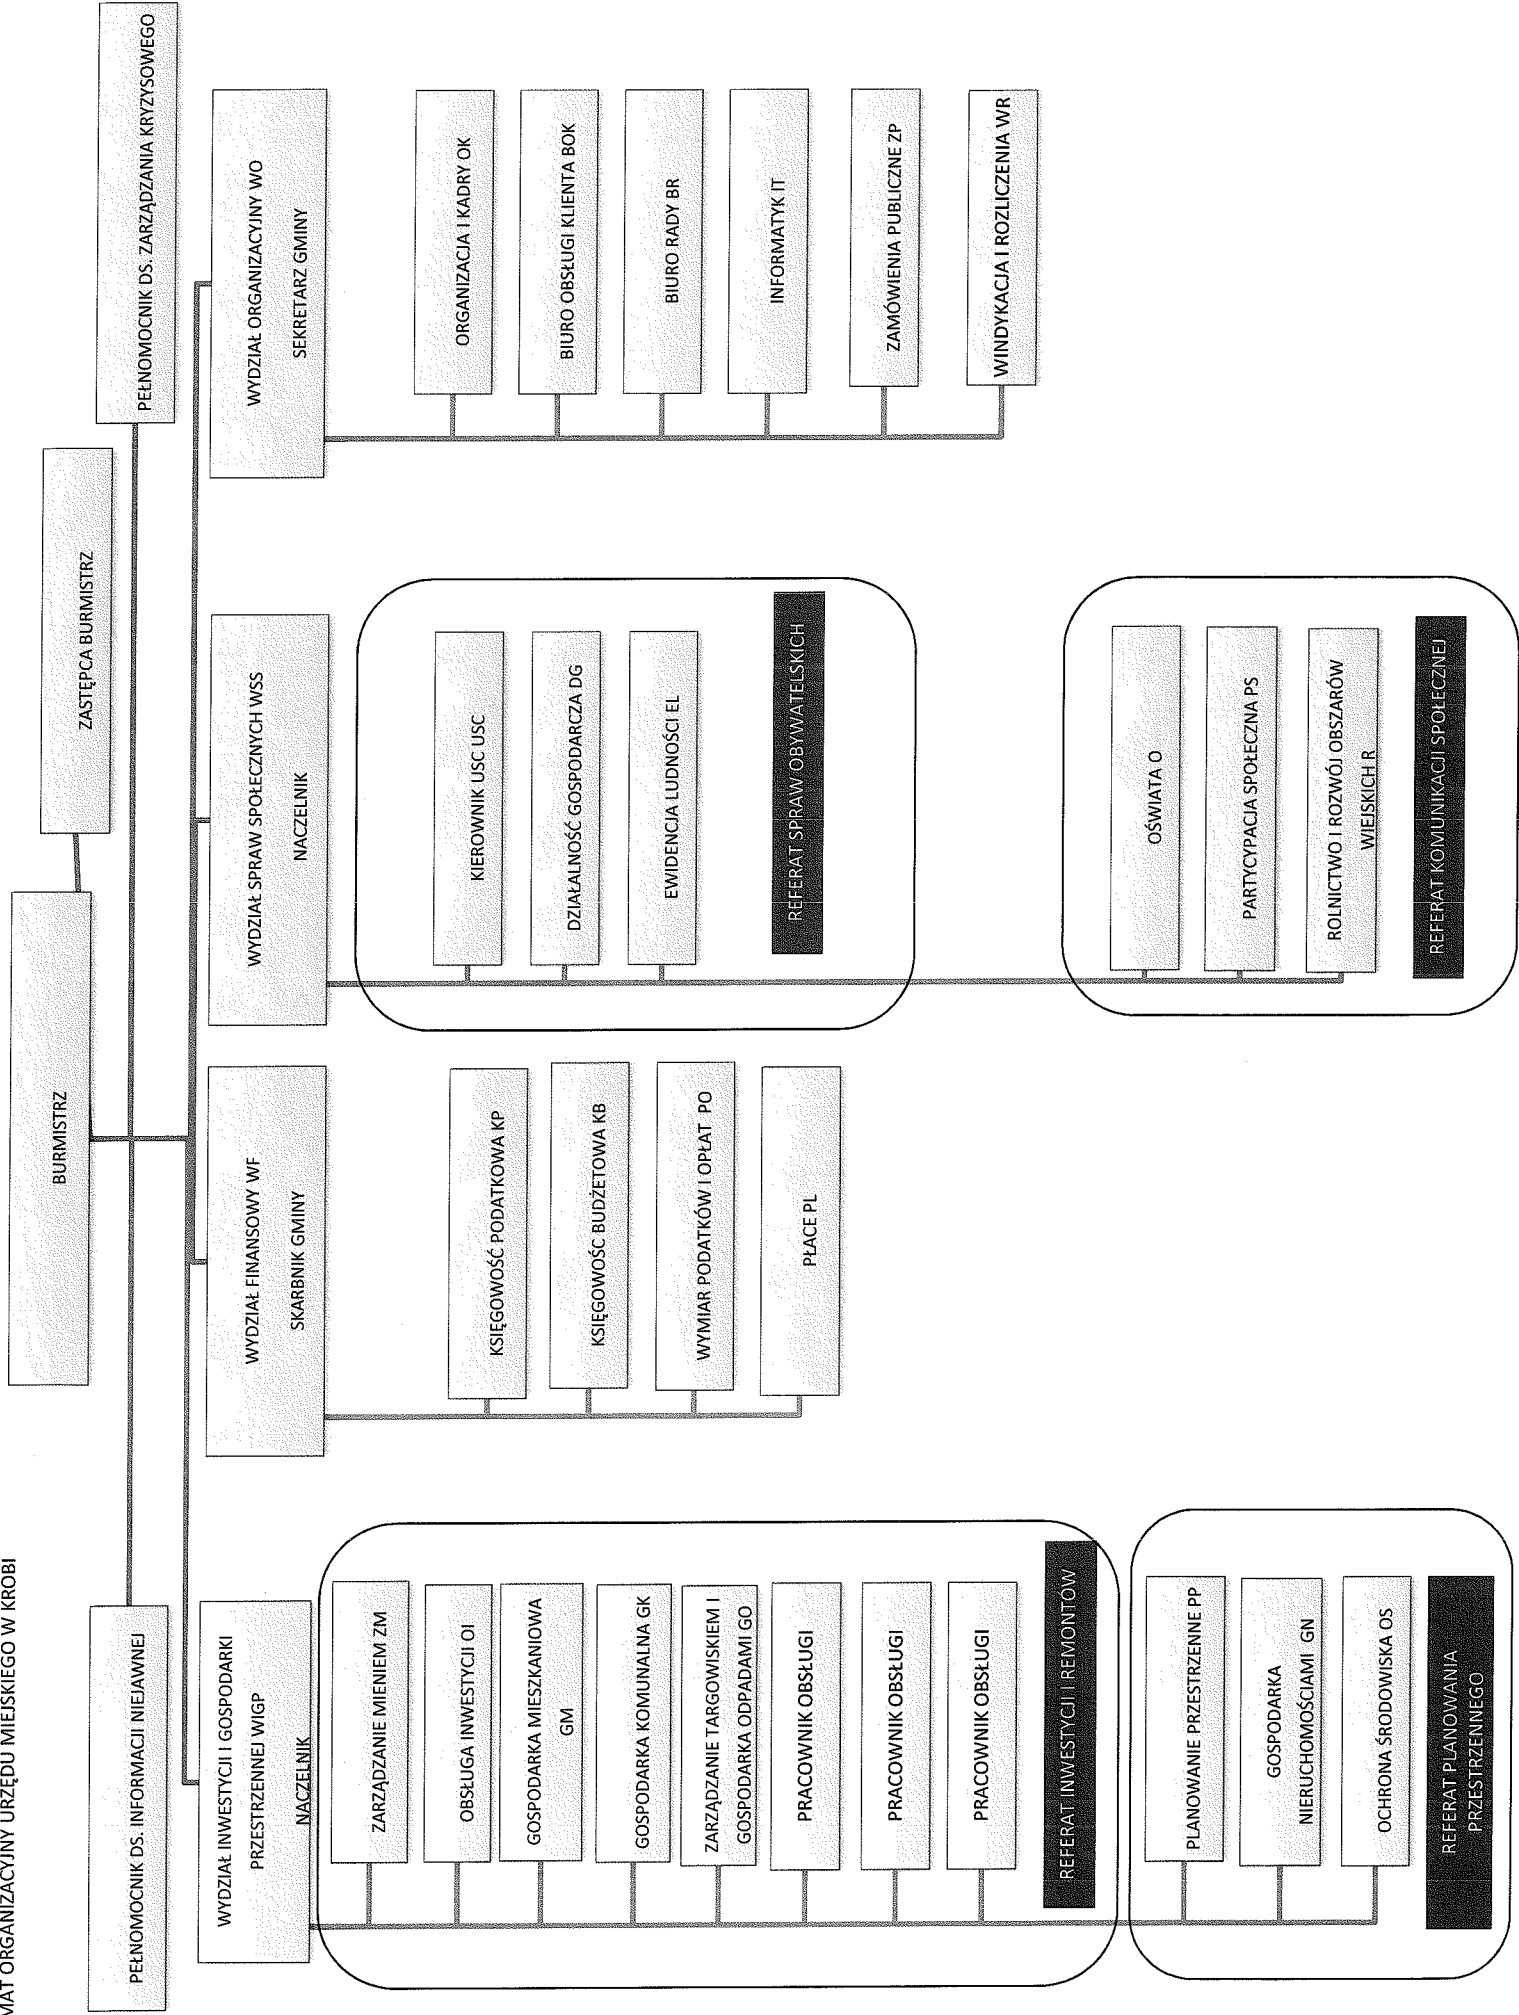 MAT ORGANIZACYJNY URZĘDU MIEJSKIEGO W KROBI
BURMISTRZ
ZASTĘPCA BURMISTRZ
PEŁNOMOCNIK DS. INFORMACJI NIEJAWNEJ
PEŁNOMOCNIK DS. ZARZĄDZANIA KRYZYSOWEGO
WYDZIAŁ INWESTYCJI I GOSPODARKI
PRZESTRZENNEJ WIGP
NACZELNIK
ZARZĄDZANIE MIENIEM ZM
OBSŁUGA INWESTYCJI OI
GOSPODARKA MIESZKANIOWA
GM
GOSPODARKA KOMUNALNA GK
ZARZĄDZANIE TARGOWISKIEM I
GOSPODARKA ODPADAMI GO
PRACOWNIK OBSŁUGI
PRACOWNIK OBSŁUGI
PRACOWNIK OBSŁUGI
REFERAT INWESTYCJI I REMONTÓW
PLANOWANIE PRZESTRZENNE PP
GOSPODARKA
NIERUCHOMOŚCIAMI GN
OCHRONA ŚRODOWISKA OS
REFERAT PLANOWANIA
PRZESTRZENNEGO
WYDZIAŁ FINANSOWY WF
SKARBNIK GMINY
KSIĘGOWOŚĆ PODATKOWA KP
KSIĘGOWOŚC BUDŻETOWA KB
WYMIAR PODATKÓW I OPŁAT PO
PŁACE PL
WYDZIAŁ SPRAW SPOŁECZNYCH WSS
NACZELNIK
KIEROWNIK USC USC
DZIAŁALNOŚĆ GOSPODARCZA DG
EWIDENCJA LUDNOŚCI EL
REFERAT SPRAW OBYWATELSKICH
OŚWIATA O
PARTYCYPACJA SPOŁECZNA PS
ROLNICTWO I ROZWÓJ OBSZARÓW
WIEJSKICH R
REFERAT KOMUNIKACJI SPOŁECZNEJ
WYDZIAŁ ORGANIZACYJNY WO
SEKRETARZ GMINY
ORGANIZACJA I KADRY OK
BIURO OBSŁUGI KLIENTA BOK
BIURO RADY BR
INFORMATYK IT
ZAMÓWIENIA PUBLICZNE ZP
WINDYKACJA I ROZLICZENIA WR